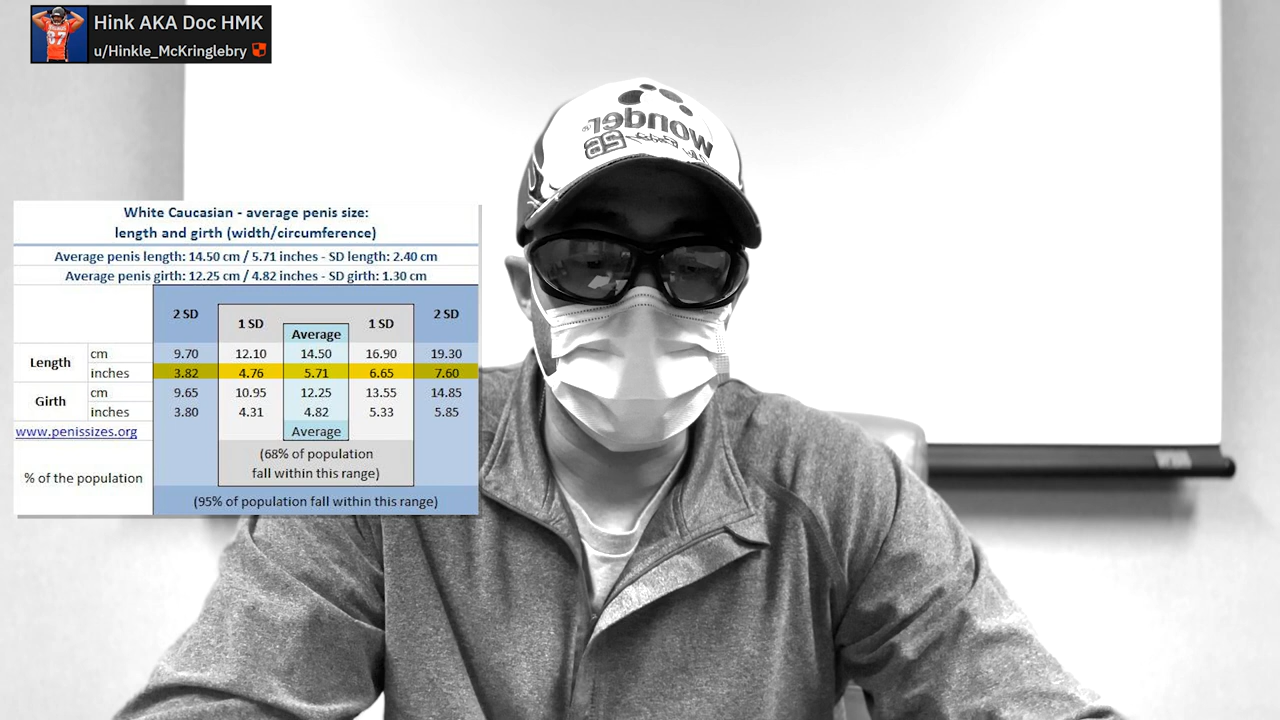 Hink AKA Doc HMK
u/Hinkle_McKringlebry
White Caucasian - average penis size:
length and girth (width/circumference)
Average penis length: 14.50 cm / 5.71 inches - SD length: 2.40 cm
Average penis girth: 12.25 cm / 4.82 inches - SD girth: 1.30 cm
2 SD 1 SD Average 1 SD 2 SD
Length cm 9.70 12.10 14.50 16.90 19.30
inches 3.82 4.76 5.71 6.65 7.60
Girth cm 9.65 10.95 12.25 13.55 14.85
inches 3.80 4.31 4.82 5.33 5.85
www.penissizes.org Average
% of the population
(68% of population
fall within this range)
(95% of population fall within this range)
wonder